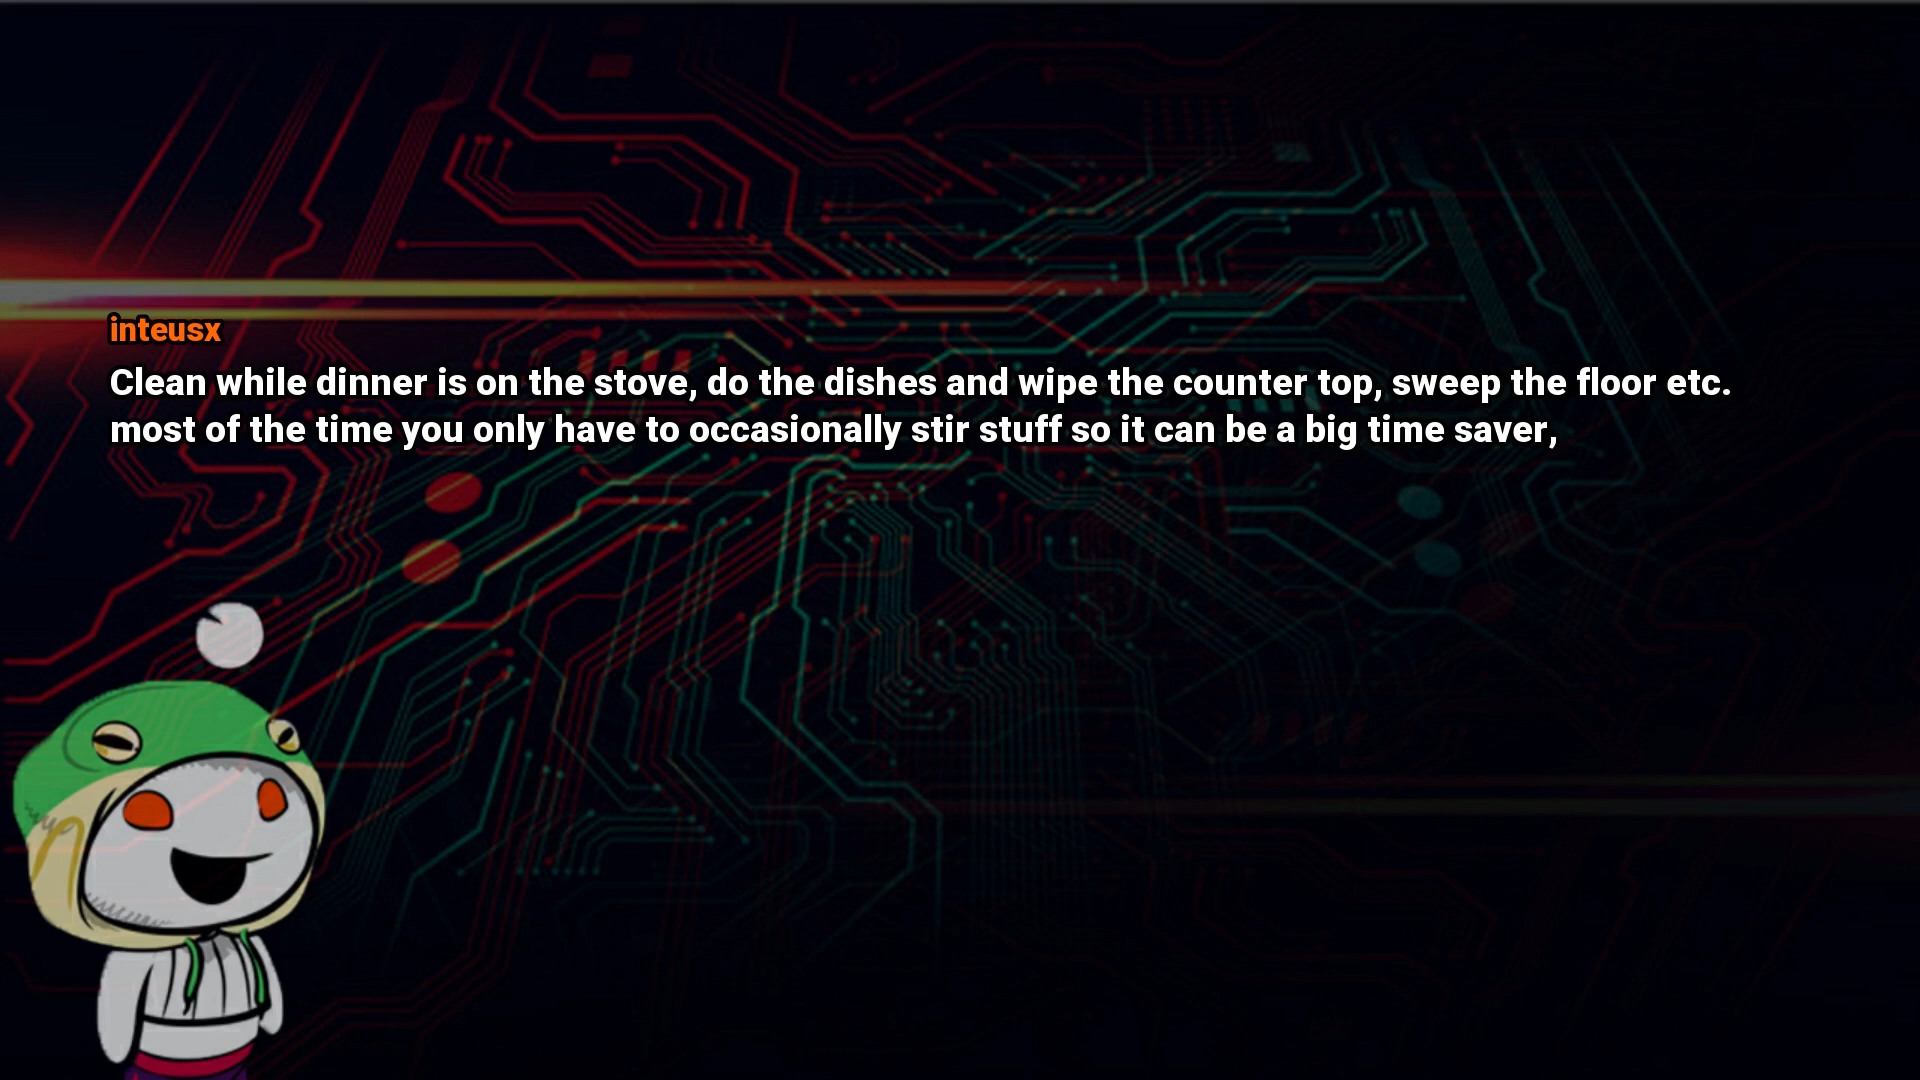 inteusx
Clean while dinner is on the stove, do the dishes and wipe the counter top, sweep the floor etc.
most of the time you only have to occasionally stir stuff so it can be a big time saver,